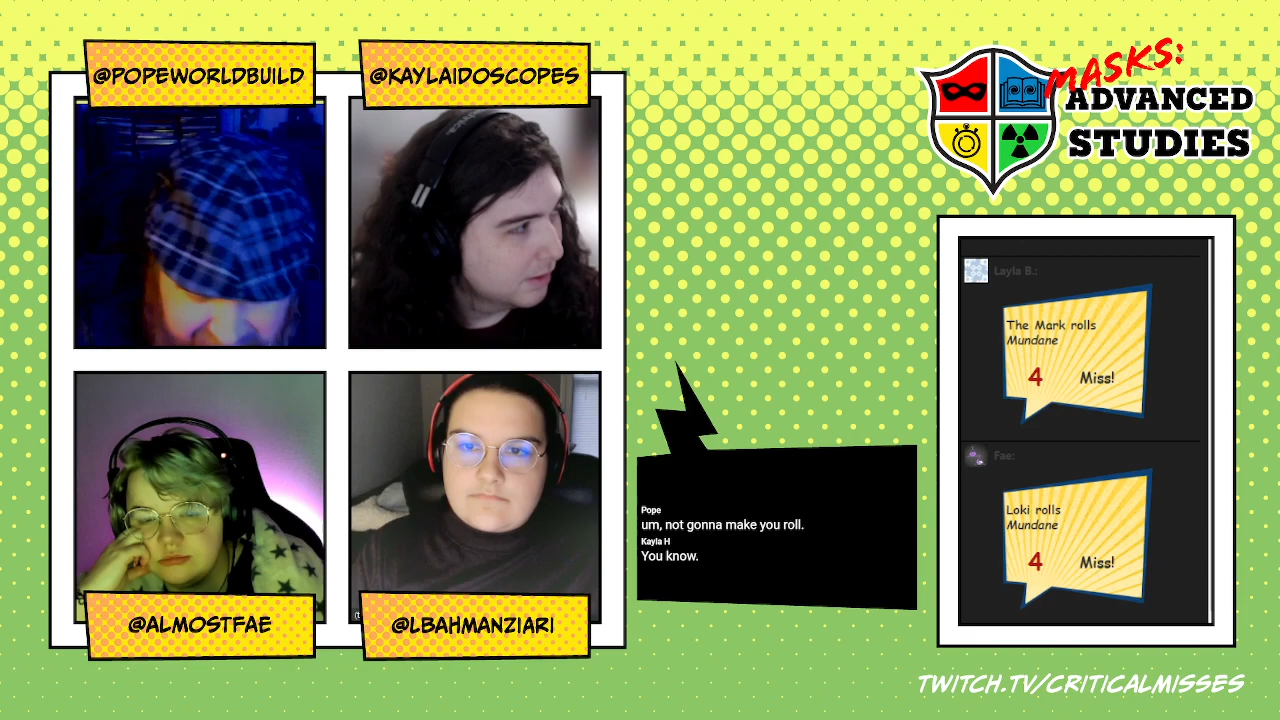 @POPEWORLDBUILD
@KAYLAIDOSCOPES
MASKS:
ADVANCED
STUDIES
Layla B.:
The Mark rolls
Mundane
4 Miss!
Fae:
Loki rolls
Mundane
4 Miss!
Pope
um, not gonna make you roll.
Kayla H
You know.
@ALMOSTFAE
@LBAHMANZIARI
TWITCH.TV/CRITICALMISSES